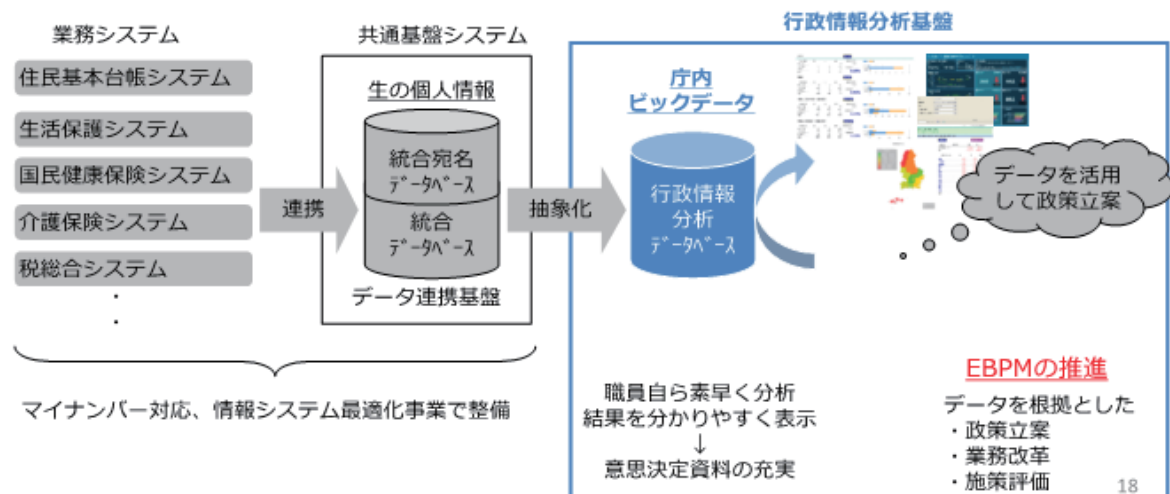 行政情報分析基盤
業務システム
共通基盤システム
住民基本台帳システム
生活保護システム
国民健康保険システム
介護保険システム
税総合システム
・
・
連携
生の個人情報
統合宛名
ﾃﾞｰﾀﾍﾞｰｽ
統合
ﾃﾞｰﾀﾍﾞｰｽ
データ連携基盤
抽象化
庁内
ビックデータ
行政情報
分析
ﾃﾞｰﾀﾍﾞｰｽ
データを活用
して政策立案
マイナンバー対応、情報システム最適化事業で整備
職員自ら素早く分析
結果を分かりやすく表示
↓
意思決定資料の充実
EBPMの推進
データを根拠とした
・政策立案
・業務改革
・施策評価
18